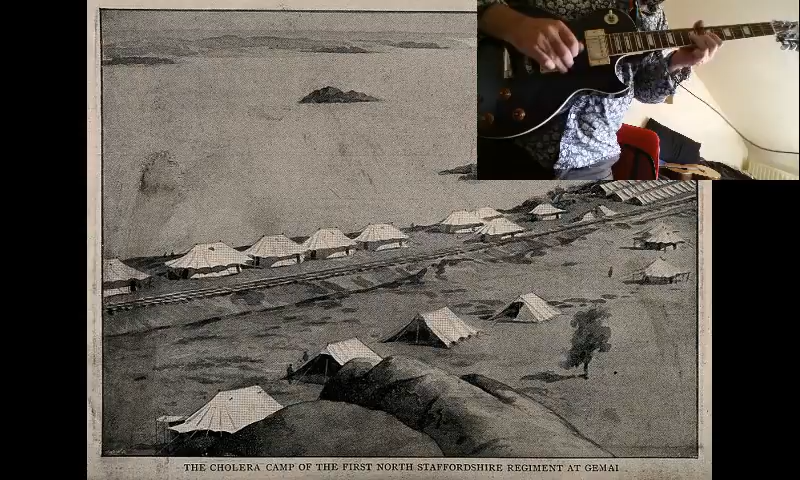 THE CHOLERA CAMP OF THE FIRST NORTH STAFFORDSHIRE REGIMENT AT GEMAI